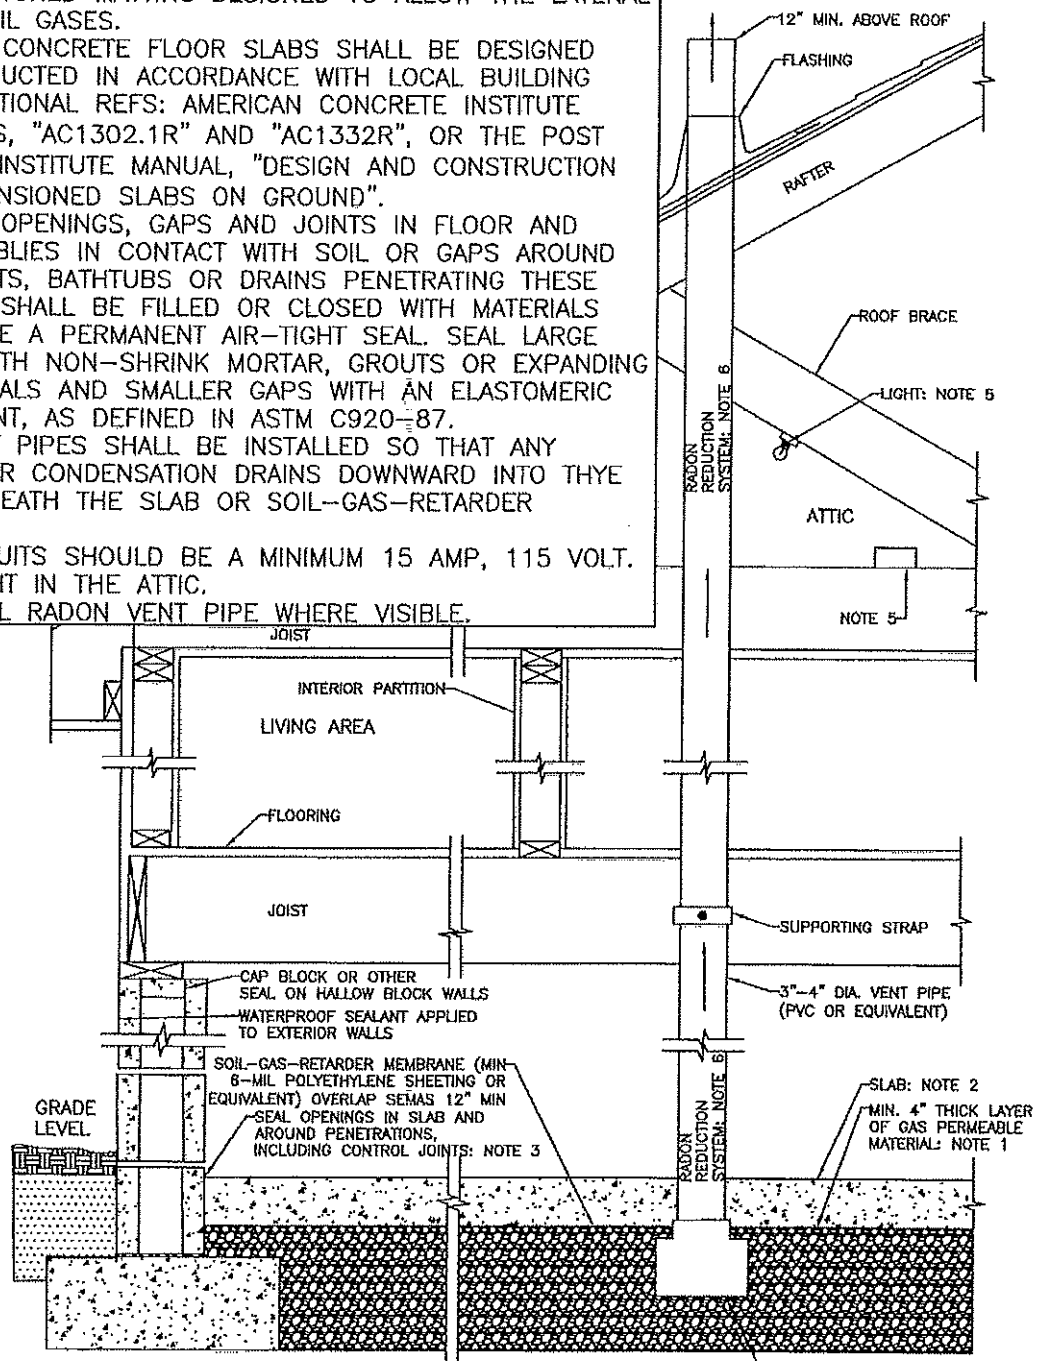 IL GASES.
CONCRETE FLOOR SLABS SHALL BE DESIGNED
UCTED IN ACCORDANCE WITH LOCAL BUILDING
TIONAL REFS: AMERICAN CONCRETE INSTITUTE
S, "AC1302.1R" AND "AC1332R", OR THE POST
INSTITUTE MANUAL, "DESIGN AND CONSTRUCTION
NSIONED SLABS ON GROUND".
OPENINGS, GAPS AND JOINTS IN FLOOR AND
BLIES IN CONTACT WITH SOIL OR GAPS AROUND
TS, BATHTUBS OR DRAINS PENETRATING THESE
SHALL BE FILLED OR CLOSED WITH MATERIALS
E A PERMANENT AIR-TIGHT SEAL. SEAL LARGE
TH NON-SHRINK MORTAR, GROUTS OR EXPANDING
ALS AND SMALLER GAPS WITH AN ELASTOMERIC
NT, AS DEFINED IN ASTM C920-87.
PIPES SHALL BE INSTALLED SO THAT ANY
R CONDENSATION DRAINS DOWNWARD INTO THYE
EATH THE SLAB OR SOIL-GAS-RETARDER
UITS SHOULD BE A MINIMUM 15 AMP, 115 VOLT.
HT IN THE ATTIC.
L RADON VENT PIPE WHERE VISIBLE.
12" MIN. ABOVE ROOF
FLASHING
RAFTER
ROOF BRACE
LIGHT: NOTE 5
RADON
REDUCTION
SYSTEM: NOTE 6
ATTIC
NOTE 5
JOIST
INTERIOR PARTITION
LIVING AREA
FLOORING
JOIST
SUPPORTING STRAP
CAP BLOCK OR OTHER
SEAL ON HALLOW BLOCK WALLS
WATERPROOF SEALANT APPLIED
TO EXTERIOR WALLS
3"-4" DIA. VENT PIPE
(PVC OR EQUIVALENT)
SOIL-GAS-RETARDER MEMBRANE (MIN
6-MIL POLYETHYLENE SHEETING OR
EQUIVALENT) OVERLAP SEMAS 12" MIN
SEAL OPENINGS IN SLAB AND
AROUND PENETRATIONS,
INCLUDING CONTROL JOINTS: NOTE 3
GRADE
LEVEL
RADON
REDUCTION
SYSTEM: NOTE 6
SLAB: NOTE 2
MIN. 4" THICK LAYER
OF GAS PERMEABLE
MATERIAL: NOTE 1